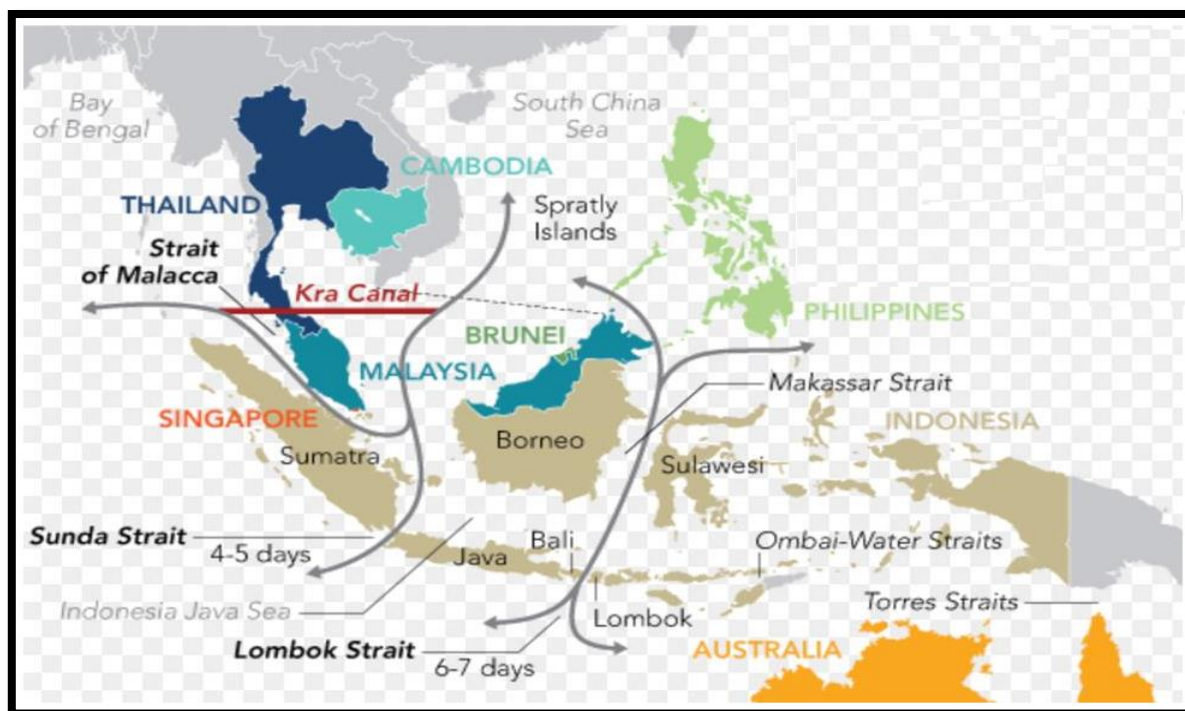 Bay
of Bengal
South China
Sea
CAMBODIA
THAILAND
Spratly
Islands
Strait
of Malacca
Kra Canal
PHILIPPINES
BRUNEI
MALAYSIA
Makassar Strait
SINGAPORE
INDONESIA
Borneo
Sumatra
Sulawesi
Sunda Strait
4-5 days
Bali
Ombai-Water Straits
Java
Indonesia Java Sea
Lombok
Torres Straits
Lombok Strait
6-7 days
AUSTRALIA